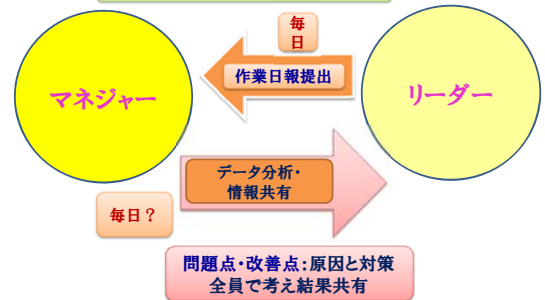 毎
日
作業日報提出
マネジャー
リーダー
データ分析・
情報共有
毎日？
問題点・改善点：原因と対策
全員で考え結果共有